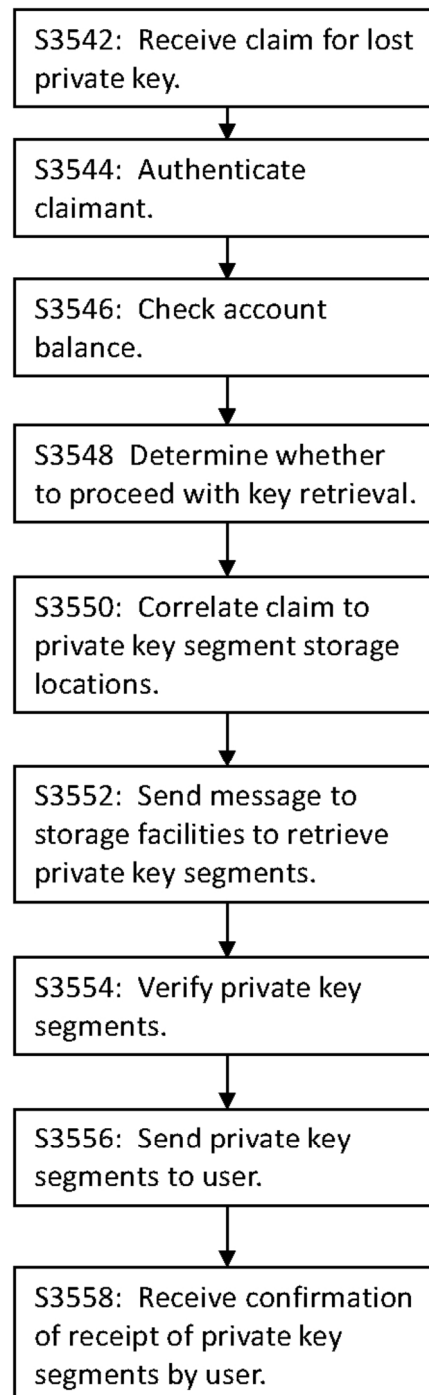 S3542:  Receive claim for lost
private key.
S3544:  Authenticate
claimant.
S3546:  Check account
balance.
S3548  Determine whether
to proceed with key retrieval.
S3550:  Correlate claim to
private key segment storage
locations.
S3552:  Send message to
storage facilities to retrieve
private key segments.
S3554:  Verify private key
segments.
S3556:  Send private key
segments to user.
S3558:  Receive confirmation
of receipt of private key
segments by user.